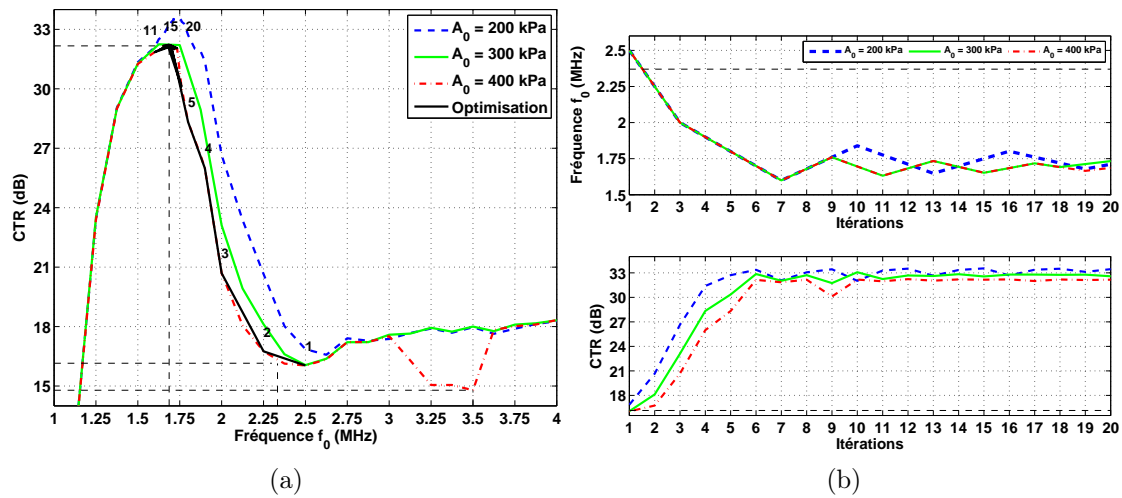 33
30
27
24
21
18
15
CTR (dB)
11 15 20
5
4
3
2
1
A0 = 200 kPa
A0 = 300 kPa
A0 = 400 kPa
Optimisation
1 1.25 1.5 1.75 2 2.25 2.5 2.75 3 3.25 3.5 3.75 4
Fréquence f0 (MHz)
(a)
2.5
2.25
2
1.75
1.5
Fréquence f0 (MHz)
A0 = 200 kPa A0 = 300 kPa A0 = 400 kPa
1 2 3 4 5 6 7 8 9 10 11 12 13 14 15 16 17 18 19 20
Itérations
33
30
27
24
21
18
CTR (dB)
1 2 3 4 5 6 7 8 9 10 11 12 13 14 15 16 17 18 19 20
Itérations
(b)